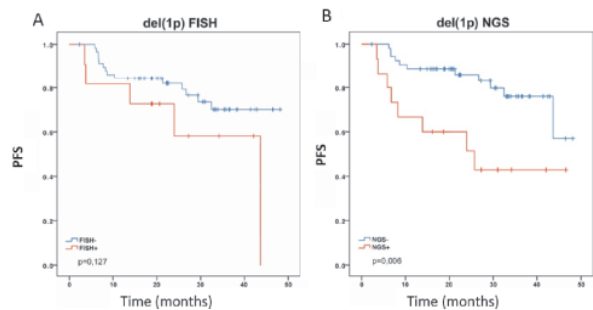 A
del(1p) FISH
1.0
0.8
0.6
0.4
0.2
0.0
PFS
FISH-
FISH+
p=0,127
0
10
20
30
40
50
Time (months)
B
del(1p) NGS
1.0
0.8
0.6
0.4
0.2
0.0
PFS
NGS-
NGS+
p=0,006
0
10
20
30
40
50
Time (months)